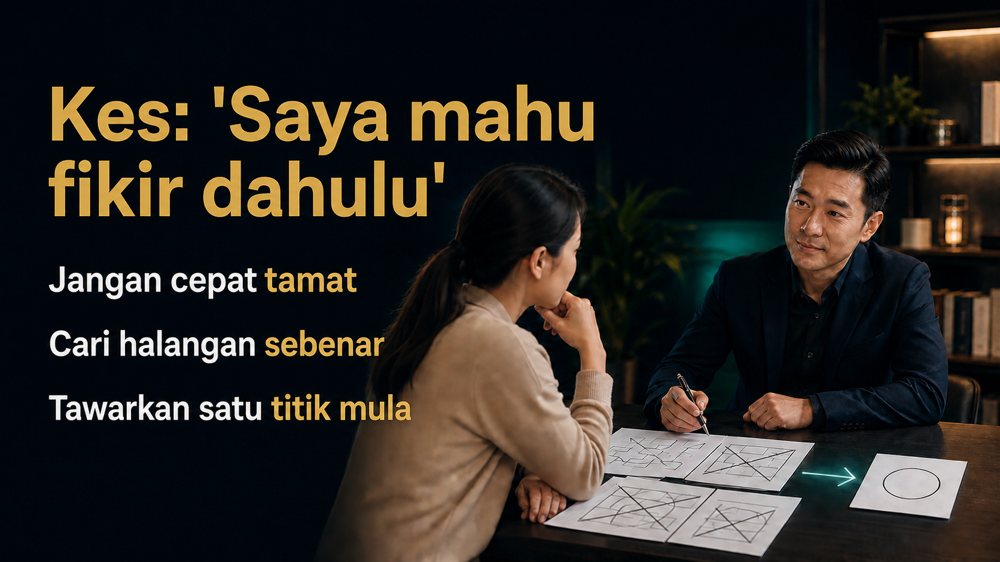 Kes: 'Saya mahu
fikir dahulu'
Jangan cepat tamat
Cari halangan sebenar
Tawarkan satu titik mula